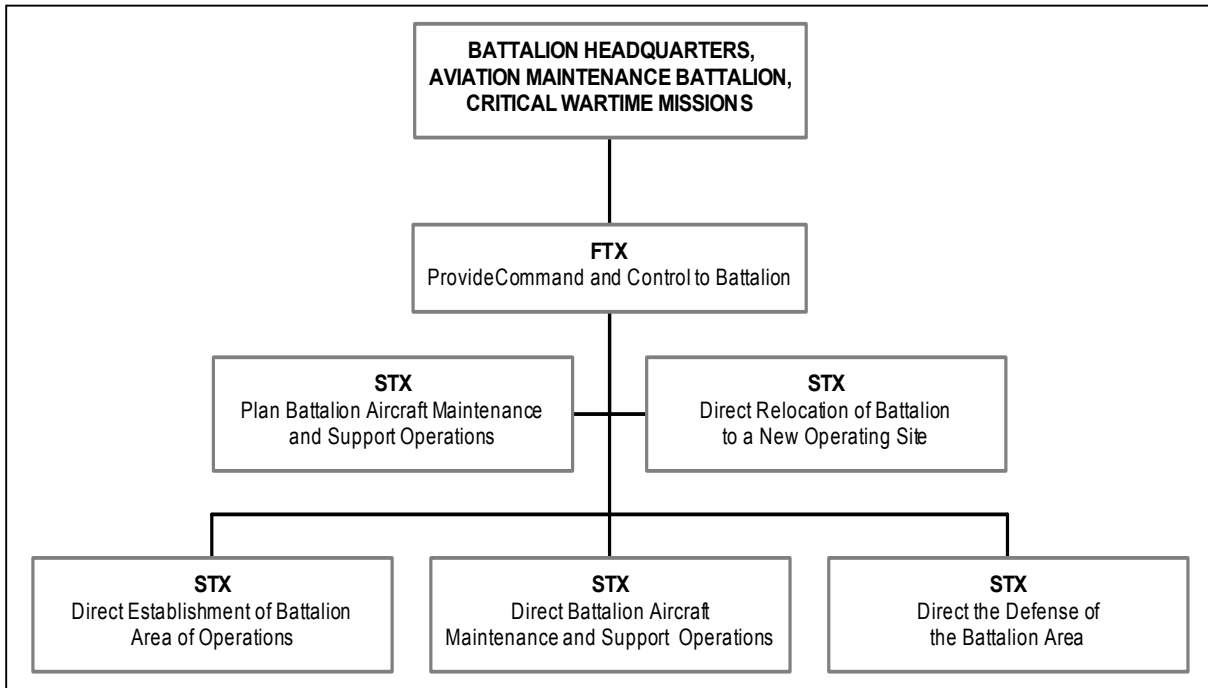 BATTALION HEADQUARTERS,
AVIATION MAINTENANCE BATTALION,
CRITICAL WARTIME MISSIONS
FTX
Provide Command and Control to Battalion
STX
Plan Battalion Aircraft Maintenance
and Support Operations
STX
Direct Relocation of Battalion
to a New Operating Site
STX
Direct Establishment of Battalion
Area of Operations
STX
Direct Battalion Aircraft
Maintenance and Support Operations
STX
Direct the Defense of
the Battalion Area